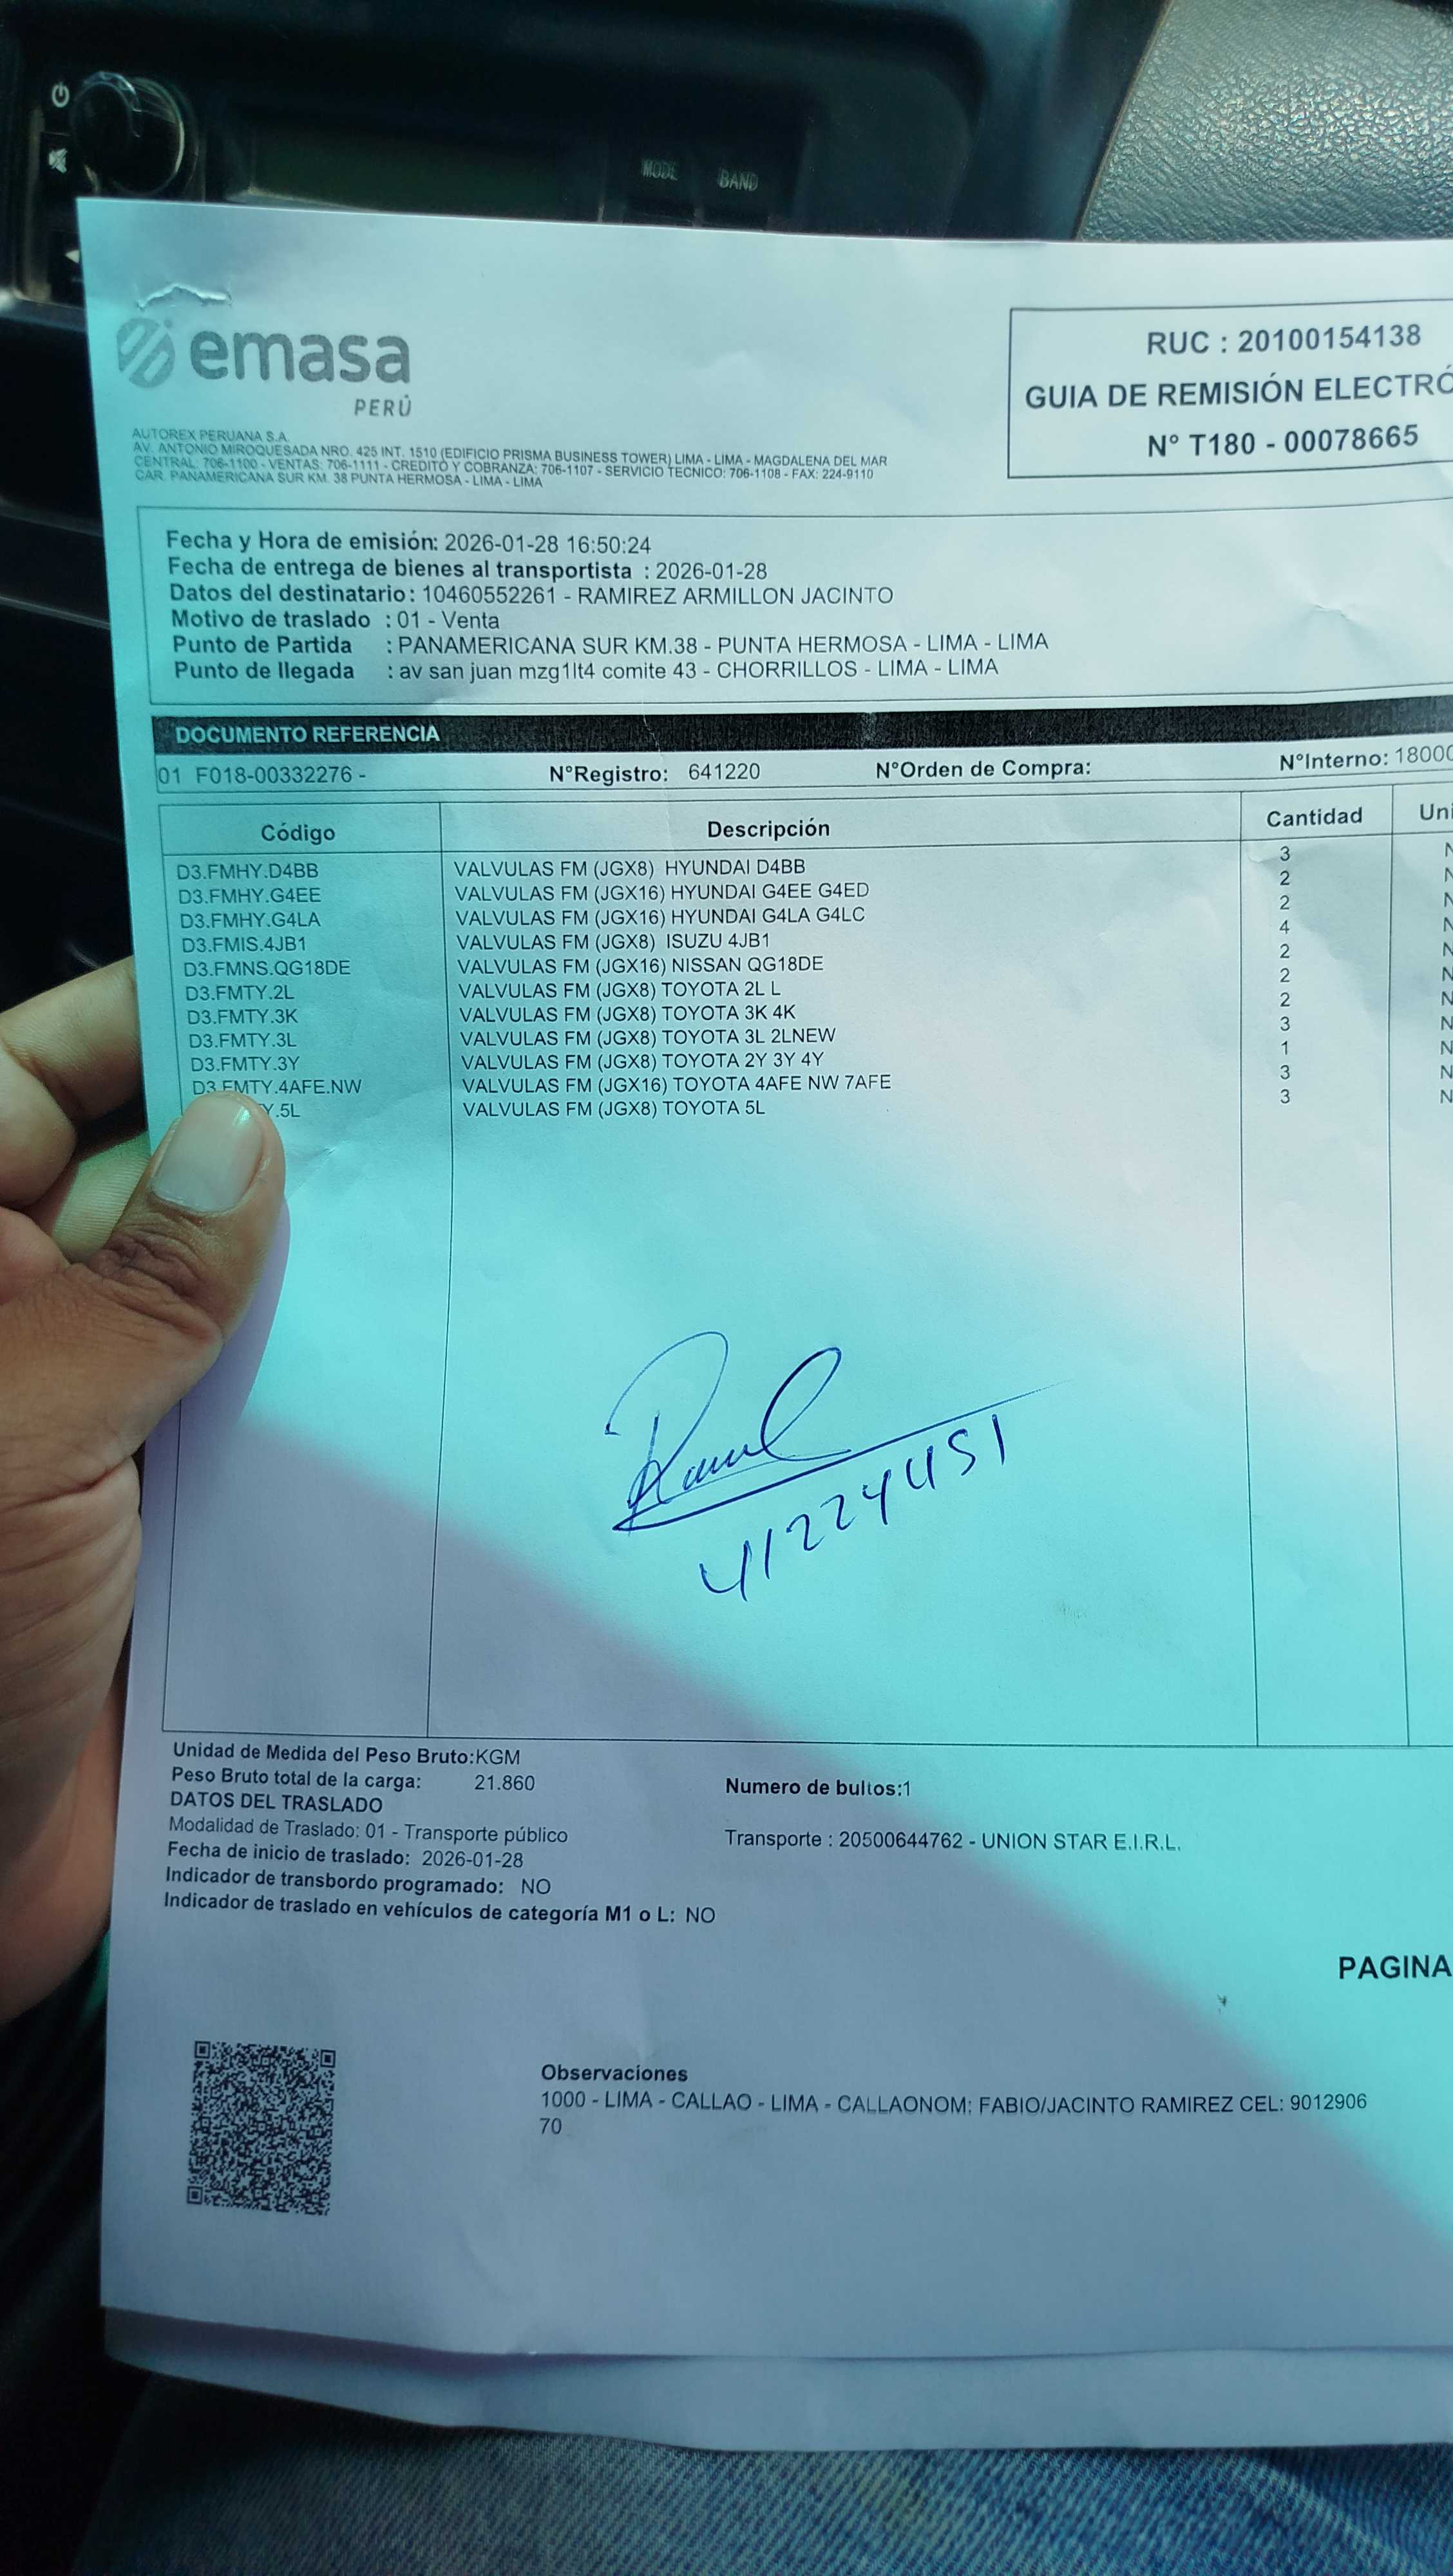 MODE BAND
emasa
PERÚ
RUC : 20100154138
GUIA DE REMISIÓN ELECTRÓ
N° T180 - 00078665
AUTOREX PERUANA S.A.
AV. ANTONIO MIROQUESADA NRO. 425 INT. 1510 (EDIFICIO PRISMA BUSINESS TOWER) LIMA - LIMA - MAGDALENA DEL MAR
CENTRAL: 706-1100 - VENTAS: 706-1111 - CREDITO Y COBRANZA: 706-1107 - SERVICIO TECNICO: 706-1108 - FAX: 224-9110
CAR. PANAMERICANA SUR KM. 38 PUNTA HERMOSA - LIMA - LIMA
Fecha y Hora de emisión: 2026-01-28 16:50:24
Fecha de entrega de bienes al transportista : 2026-01-28
Datos del destinatario: 10460552261 - RAMIREZ ARMILLON JACINTO
Motivo de traslado : 01 - Venta
Punto de Partida : PANAMERICANA SUR KM.38 - PUNTA HERMOSA - LIMA - LIMA
Punto de llegada : av san juan mzg1lt4 comite 43 - CHORRILLOS - LIMA - LIMA
DOCUMENTO REFERENCIA
01 F018-00332276 - N°Registro: 641220 N°Orden de Compra: N°Interno: 18000
Código Descripción Cantidad Uni
D3.FMHY.D4BB VALVULAS FM (JGX8) HYUNDAI D4BB 3 N
D3.FMHY.G4EE VALVULAS FM (JGX16) HYUNDAI G4EE G4ED 2 N
D3.FMHY.G4LA VALVULAS FM (JGX16) HYUNDAI G4LA G4LC 2 N
D3.FMIS.4JB1 VALVULAS FM (JGX8) ISUZU 4JB1 4 N
D3.FMNS.QG18DE VALVULAS FM (JGX16) NISSAN QG18DE 2 N
D3.FMTY.2L VALVULAS FM (JGX8) TOYOTA 2L L 2 N
D3.FMTY.3K VALVULAS FM (JGX8) TOYOTA 3K 4K 2 N
D3.FMTY.3L VALVULAS FM (JGX8) TOYOTA 3L 2LNEW 3 N
D3.FMTY.3Y VALVULAS FM (JGX8) TOYOTA 2Y 3Y 4Y 1 N
D3.FMTY.4AFE.NW VALVULAS FM (JGX16) TOYOTA 4AFE NW 7AFE 3 N
Y.5L VALVULAS FM (JGX8) TOYOTA 5L 3 N
41224451
Unidad de Medida del Peso Bruto:KGM
Peso Bruto total de la carga: 21.860 Numero de bultos:1
DATOS DEL TRASLADO
Modalidad de Traslado: 01 - Transporte público Transporte : 20500644762 - UNION STAR E.I.R.L.
Fecha de inicio de traslado: 2026-01-28
Indicador de transbordo programado: NO
Indicador de traslado en vehículos de categoría M1 o L: NO
PAGINA
Observaciones
1000 - LIMA - CALLAO - LIMA - CALLAONOM: FABIO/JACINTO RAMIREZ CEL: 9012906
70